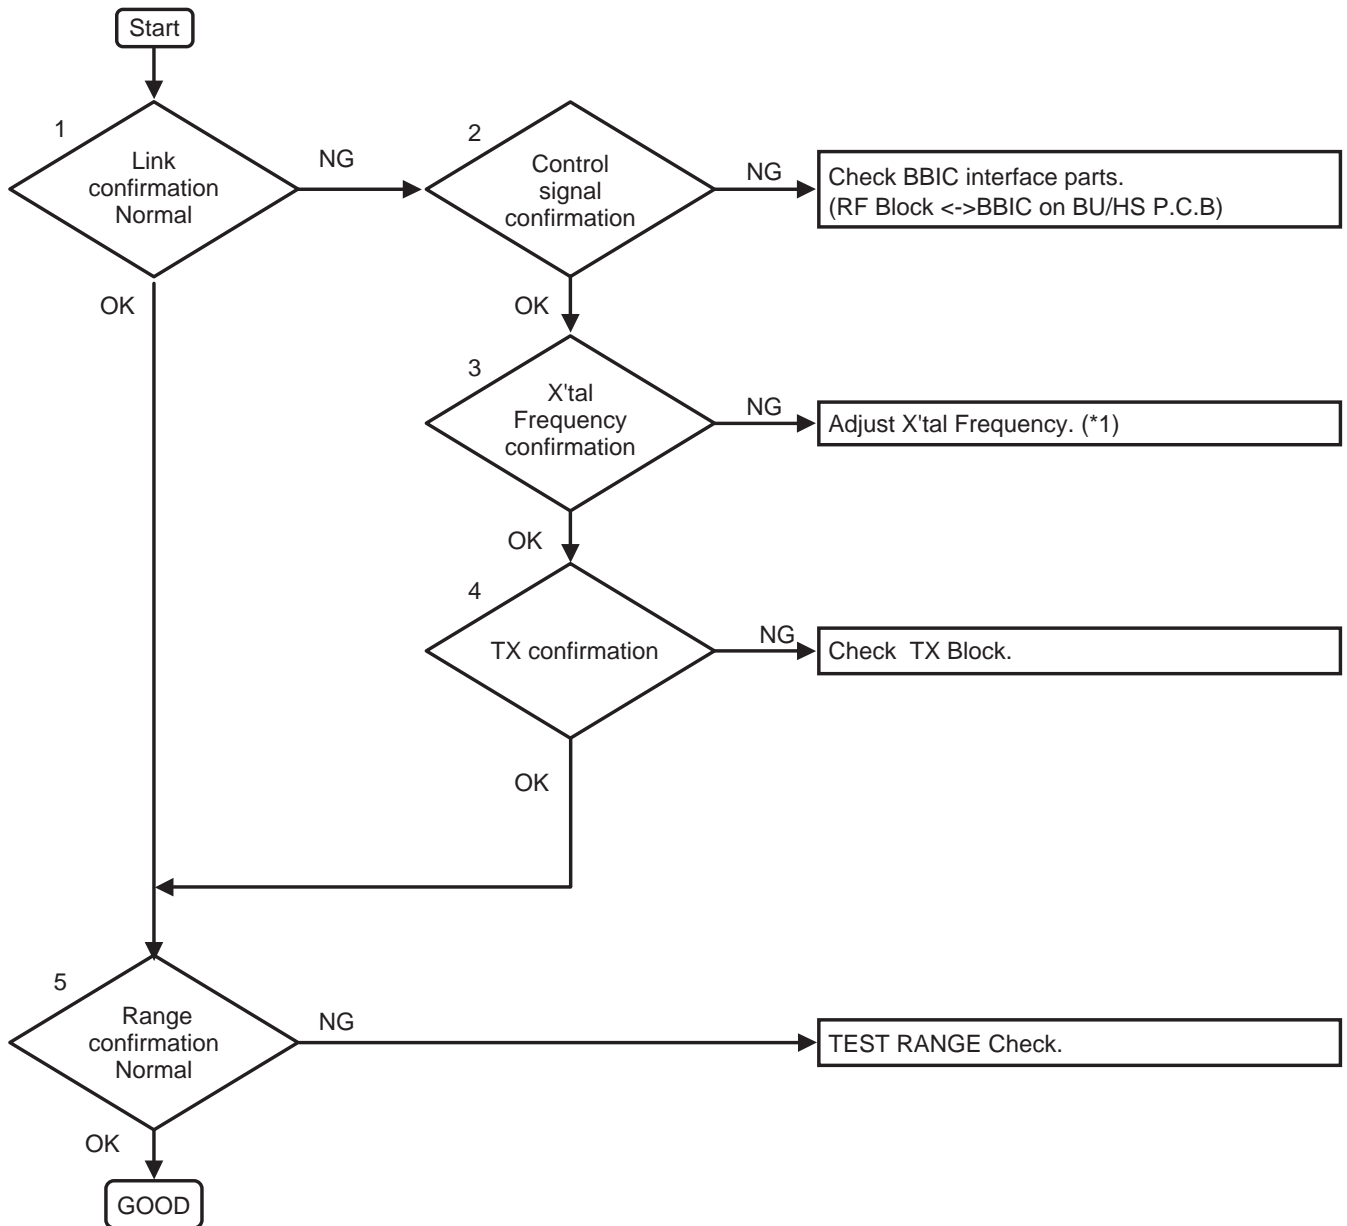 Start
1
Link
confirmation
Normal
NG
OK
2
Control
signal
confirmation
NG
Check BBIC interface parts.
(RF Block <->BBIC on BU/HS P.C.B)
OK
3
X'tal
Frequency
confirmation
NG
Adjust X'tal Frequency. (*1)
OK
4
TX confirmation
NG
Check TX Block.
OK
5
Range
confirmation
Normal
NG
TEST RANGE Check.
OK
GOOD